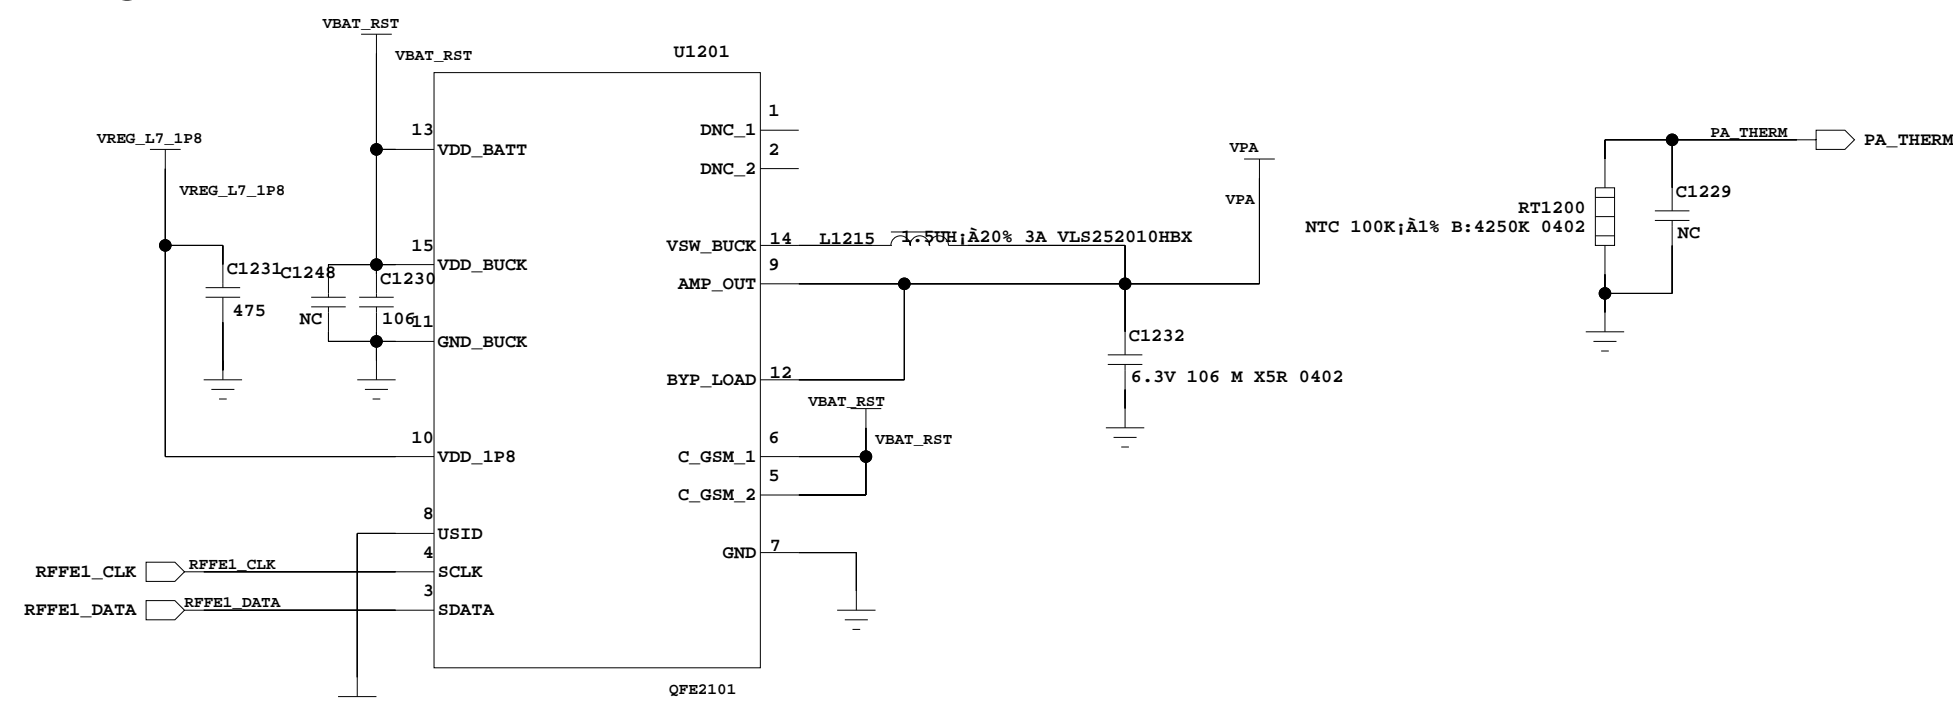 VBAT_RST
VBAT_RST
U1201
VREG_L7_1P8
VREG_L7_1P8
13
VDD_BATT
15
VDD_BUCK
C1231
475
C1248
NC
C1230
106
11
GND_BUCK
10
VDD_1P8
8
USID
4
SCLK
3
SDATA
RFFE1_CLK
RFFE1_CLK
RFFE1_DATA
RFFE1_DATA
1
DNC_1
2
DNC_2
VSW_BUCK
14
L1215
1.5UH¡À20% 3A VLS252010HBX
9
AMP_OUT
VPA
VPA
C1232
6.3V 106 M X5R 0402
BYP_LOAD
12
VBAT_RST
VBAT_RST
6
C_GSM_1
5
C_GSM_2
GND
7
QFE2101
PA_THERM
PA_THERM
RT1200
NTC 100K¡À1% B:4250K 0402
C1229
NC